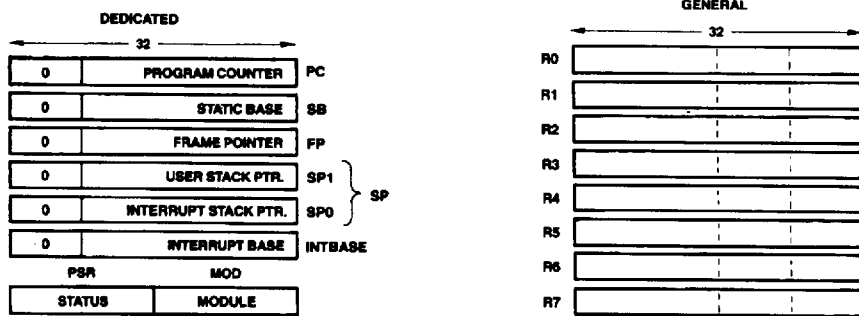 DEDICATED
32
0 PROGRAM COUNTER PC
0 STATIC BASE SB
0 FRAME POINTER FP
0 USER STACK PTR. SP1
SP
0 INTERRUPT STACK PTR. SP0
0 INTERRUPT BASE INTBASE
PSR MOD
STATUS MODULE
GENERAL
32
R0
R1
R2
R3
R4
R5
R6
R7